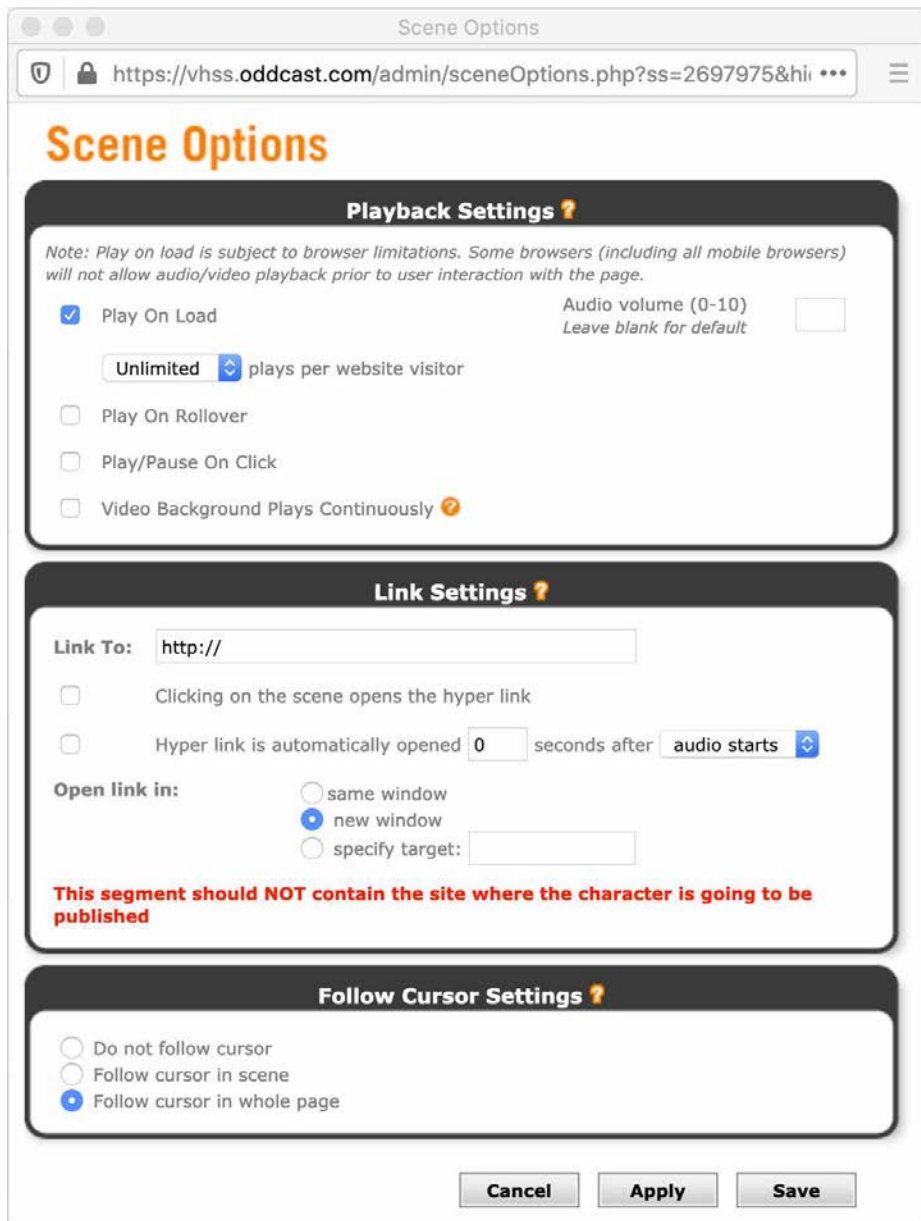 Scene Options
https://vhss.oddcast.com/admin/sceneOptions.php?ss=2697975&hi
Scene Options
Playback Settings ?
Note: Play on load is subject to browser limitations. Some browsers (including all mobile browsers)
will not allow audio/video playback prior to user interaction with the page.
Play On Load
Audio volume (0-10)
Leave blank for default
Unlimited plays per website visitor
Play On Rollover
Play/Pause On Click
Video Background Plays Continuously ?
Link Settings ?
Link To: http://
Clicking on the scene opens the hyper link
Hyper link is automatically opened 0 seconds after audio starts
Open link in:
same window
new window
specify target:
This segment should NOT contain the site where the character is going to be
published
Follow Cursor Settings ?
Do not follow cursor
Follow cursor in scene
Follow cursor in whole page
Cancel Apply Save